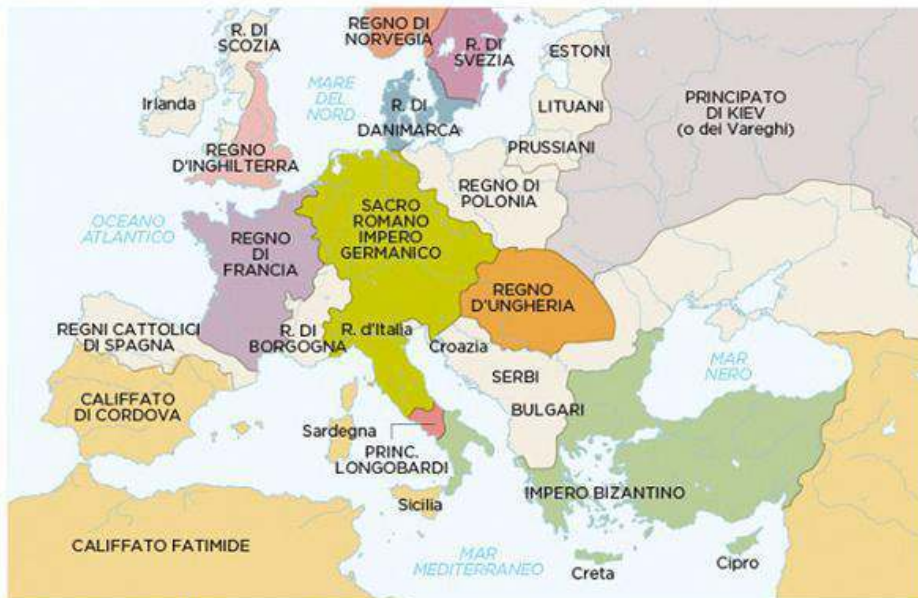 REGNO DI
NORVEGIA
R. DI
SCOZIA
R. DI
SVEZIA
ESTONI
MARE
DEL
NORD
Irlanda
R. DI
DANIMARCA
LITUANI
PRINCIPATO
DI KIEV
(o dei Vareghi)
PRUSSIANI
REGNO
D'INGHILTERRA
REGNO DI
POLONIA
SACRO
ROMANO
IMPERO
GERMANICO
OCEANO
ATLANTICO
REGNO
DI
FRANCIA
REGNO
D'UNGHERIA
REGNI CATTOLICI
DI SPAGNA
R. DI
BORGOGNA
R. d'Italia
Croazia
MAR
NERO
SERBI
CALIFFATO
DI CORDOVA
BULGARI
Sardegna
PRINC.
LONGOBARDI
IMPERO BIZANTINO
Sicilia
CALIFFATO FATIMIDE
MAR
MEDITERRANEO
Creta
Cipro